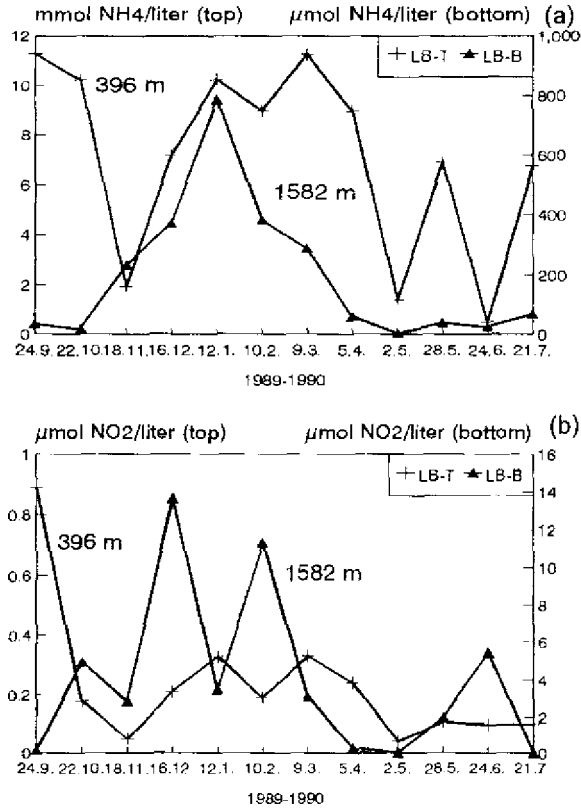 mmol NH4/liter (top) µmol NH4/liter (bottom) (a)
12 1,000
LB-T LB-B
396 m
10 800
8 600
1582 m
6
4 400
2 200
0 0
24.9. 22.10. 18.11. 16.12. 12.1. 10.2. 9.3. 5.4. 2.5. 28.5. 24.6. 21.7.
1989-1990
µmol NO2/liter (top) µmol NO2/liter (bottom) (b)
1 16
LB-T LB-B
14
0.8 12
396 m 1582 m
0.6 10
8
0.4 6
4
0.2 2
0 0
24.9. 22.10. 18.11. 16.12 12.1. 10.2. 9.3. 5.4. 2.5. 28.5. 24.6. 21.7.
1989-1990